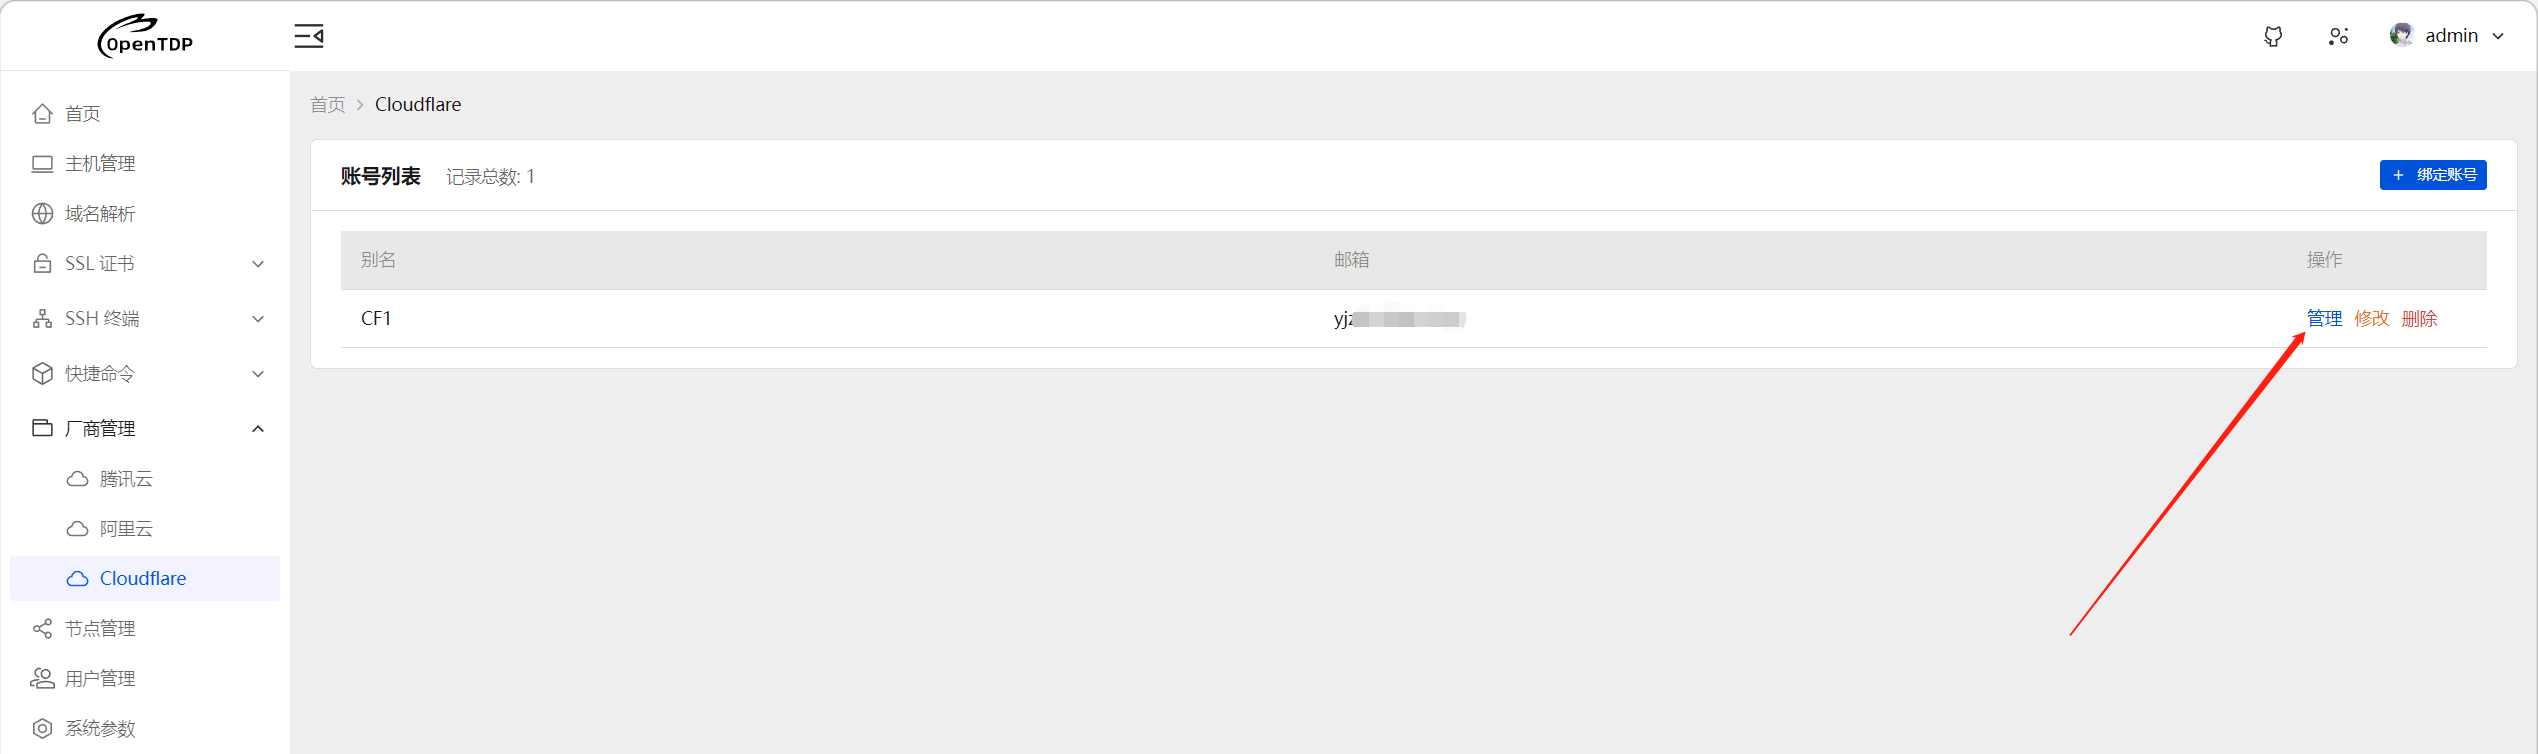 OpenTDP
admin
首页
主机管理
域名解析
SSL 证书
SSH 终端
快捷命令
厂商管理
腾讯云
阿里云
Cloudflare
节点管理
用户管理
系统参数
首页 > Cloudflare
账号列表 记录总数: 1
+ 绑定账号
别名 邮箱 操作
CF1 yjz 管理 修改 删除